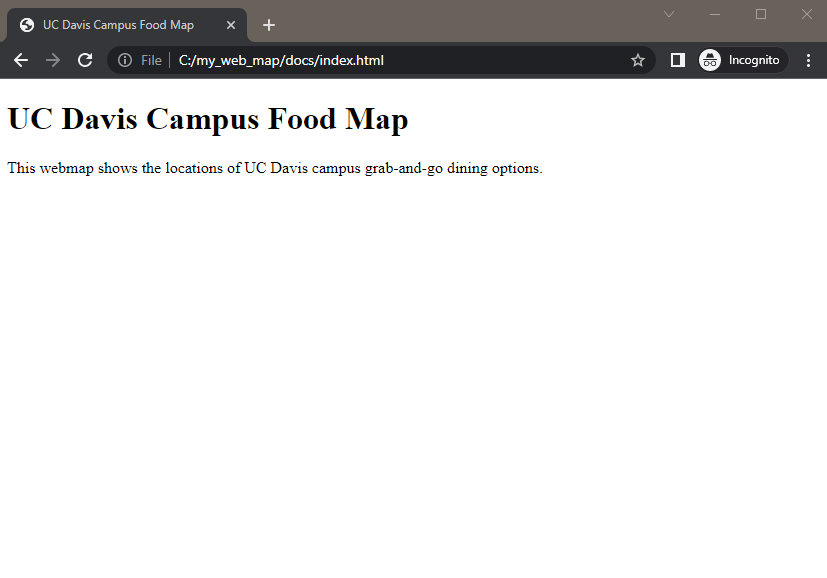 UC Davis Campus Food Map
File C:/my_web_map/docs/index.html Incognito
UC Davis Campus Food Map
This webmap shows the locations of UC Davis campus grab-and-go dining options.